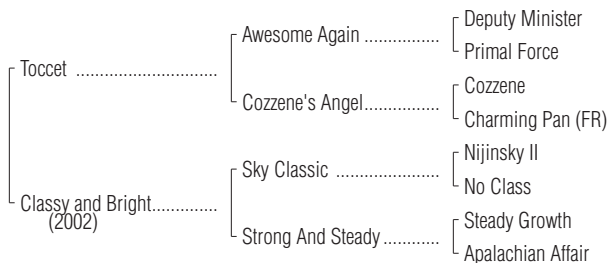 Deputy Minister
Awesome Again ................
Primal Force
Toccet ..............................
Cozzene
Cozzene's Angel................
Charming Pan (FR)
Nijinsky II
Sky Classic ......................
No Class
Classy and Bright..............
(2002)
Steady Growth
Strong And Steady............
Apalachian Affair